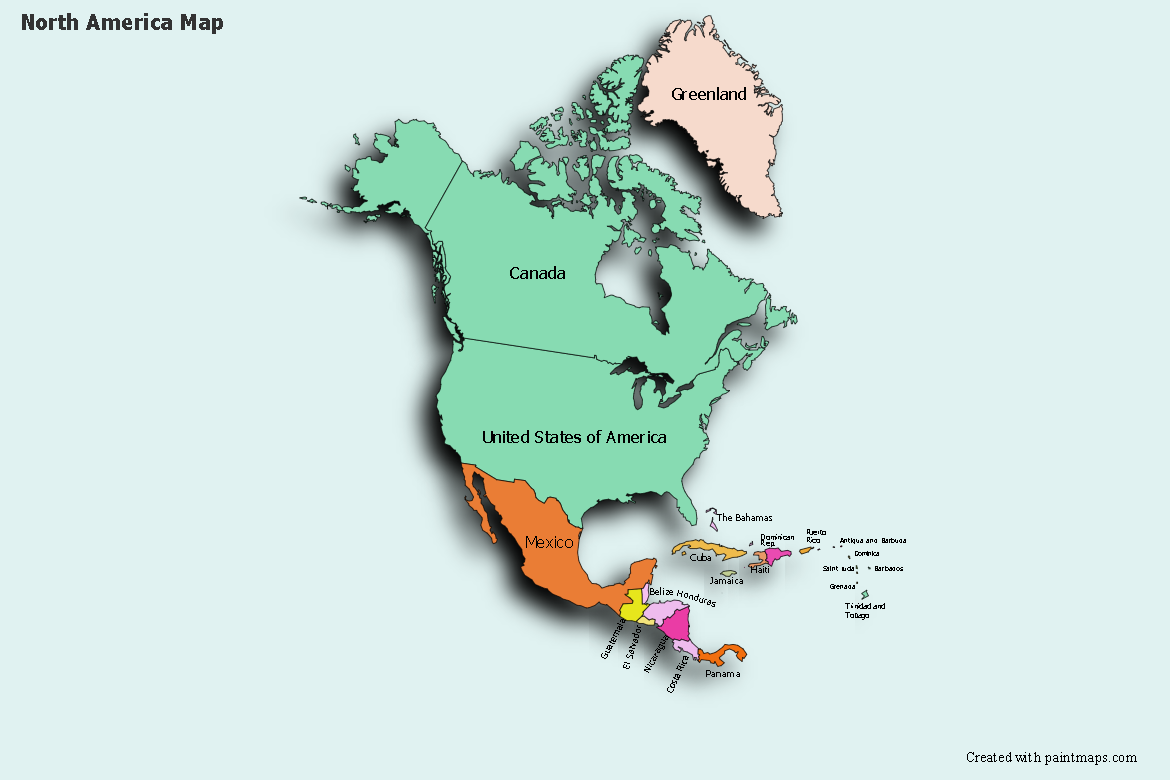 North America Map
Greenland
Canada
United States of America
Mexico
The Bahamas
Cuba
Dominican
Rep.
Puerto
Rico
Antigua and Barbuda
Dominica
Haiti
Jamaica
Saint Lucia
Barbados
Grenada
Trinidad and
Tobago
Belize
Honduras
Guatemala
El Salvador
Nicaragua
Costa Rica
Panama
Created with paintmaps.com